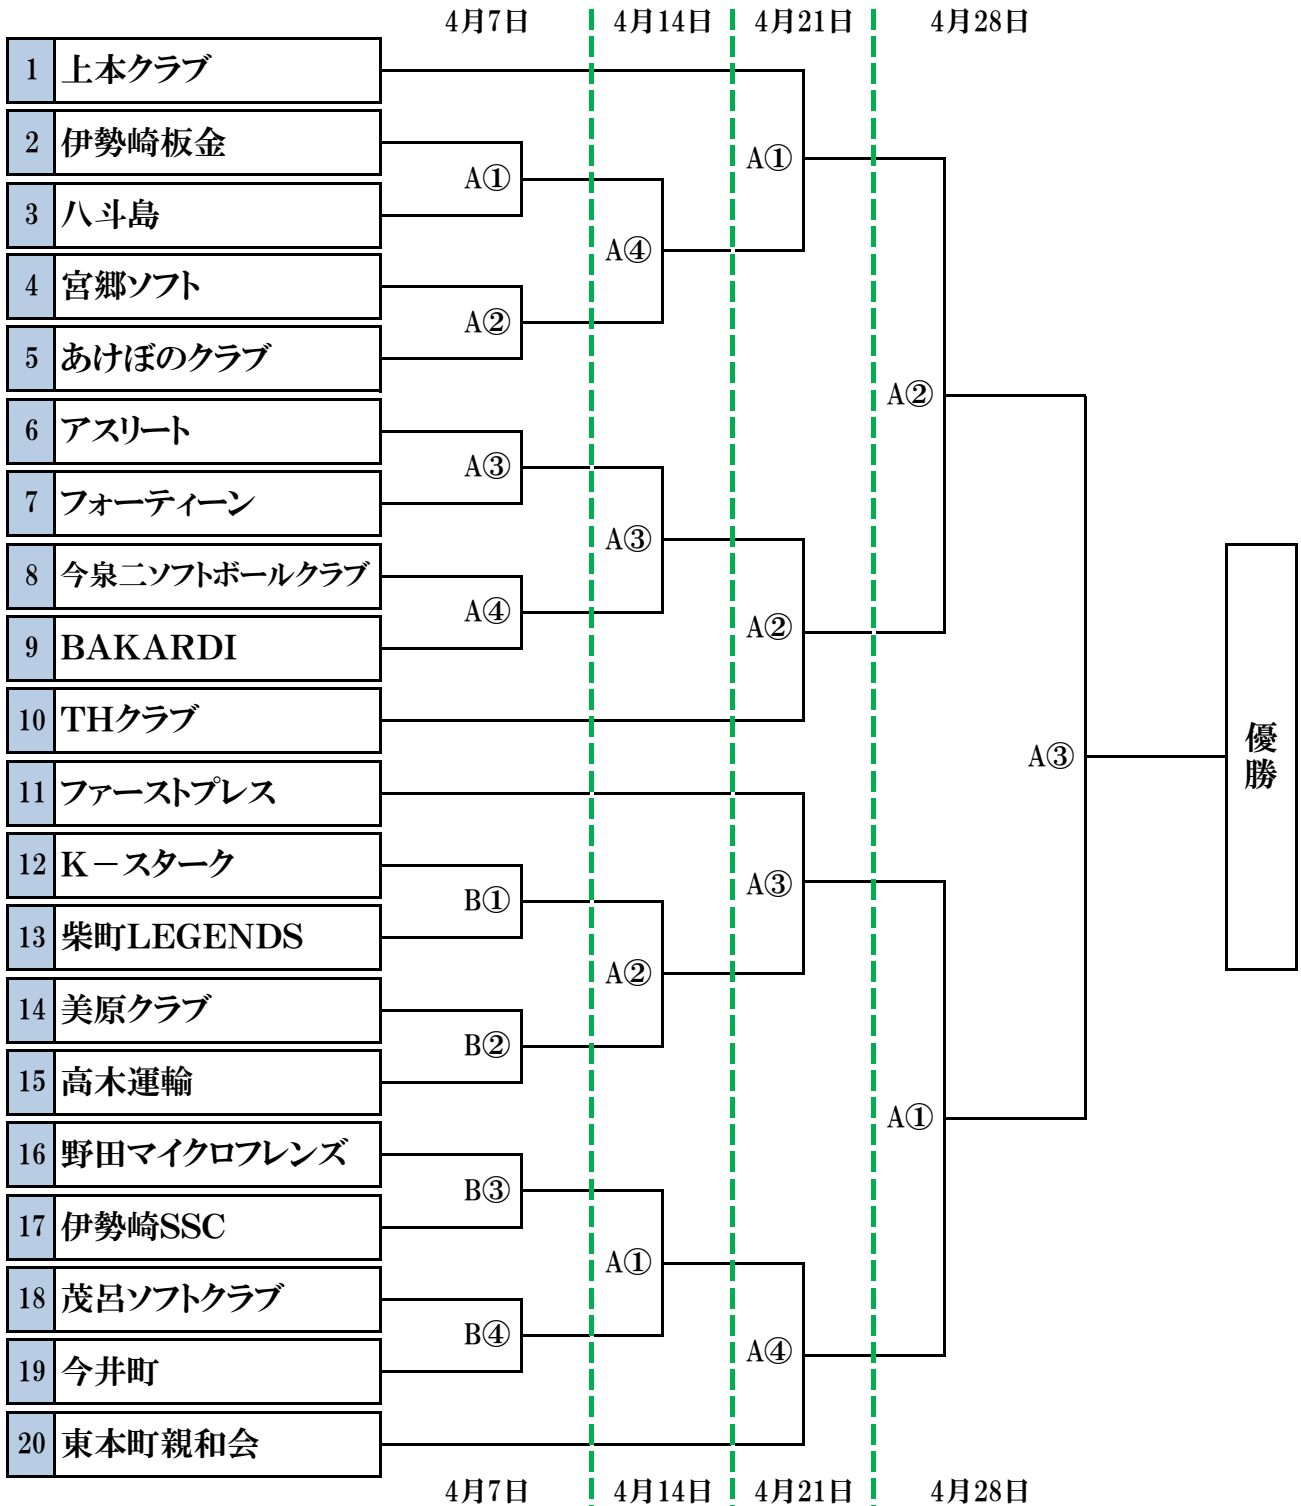 4月7日 4月14日 4月21日 4月28日
1 上本クラブ
2 伊勢崎板金
3 八斗島
4 宮郷ソフト
5 あけぼのクラブ
6 アスリート
7 フォーティーン
8 今泉二ソフトボールクラブ
9 BAKARDI
10 THクラブ
11 ファーストプレス
12 K－スターク
13 柴町LEGENDS
14 美原クラブ
15 高木運輸
16 野田マイクロフレンズ
17 伊勢崎SSC
18 茂呂ソフトクラブ
19 今井町
20 東本町親和会
A①
A②
A③
A④
B①
B②
B③
B④
A④
A③
A②
A①
A①
A②
A③
A④
A②
A①
A③
優勝
4月7日 4月14日 4月21日 4月28日